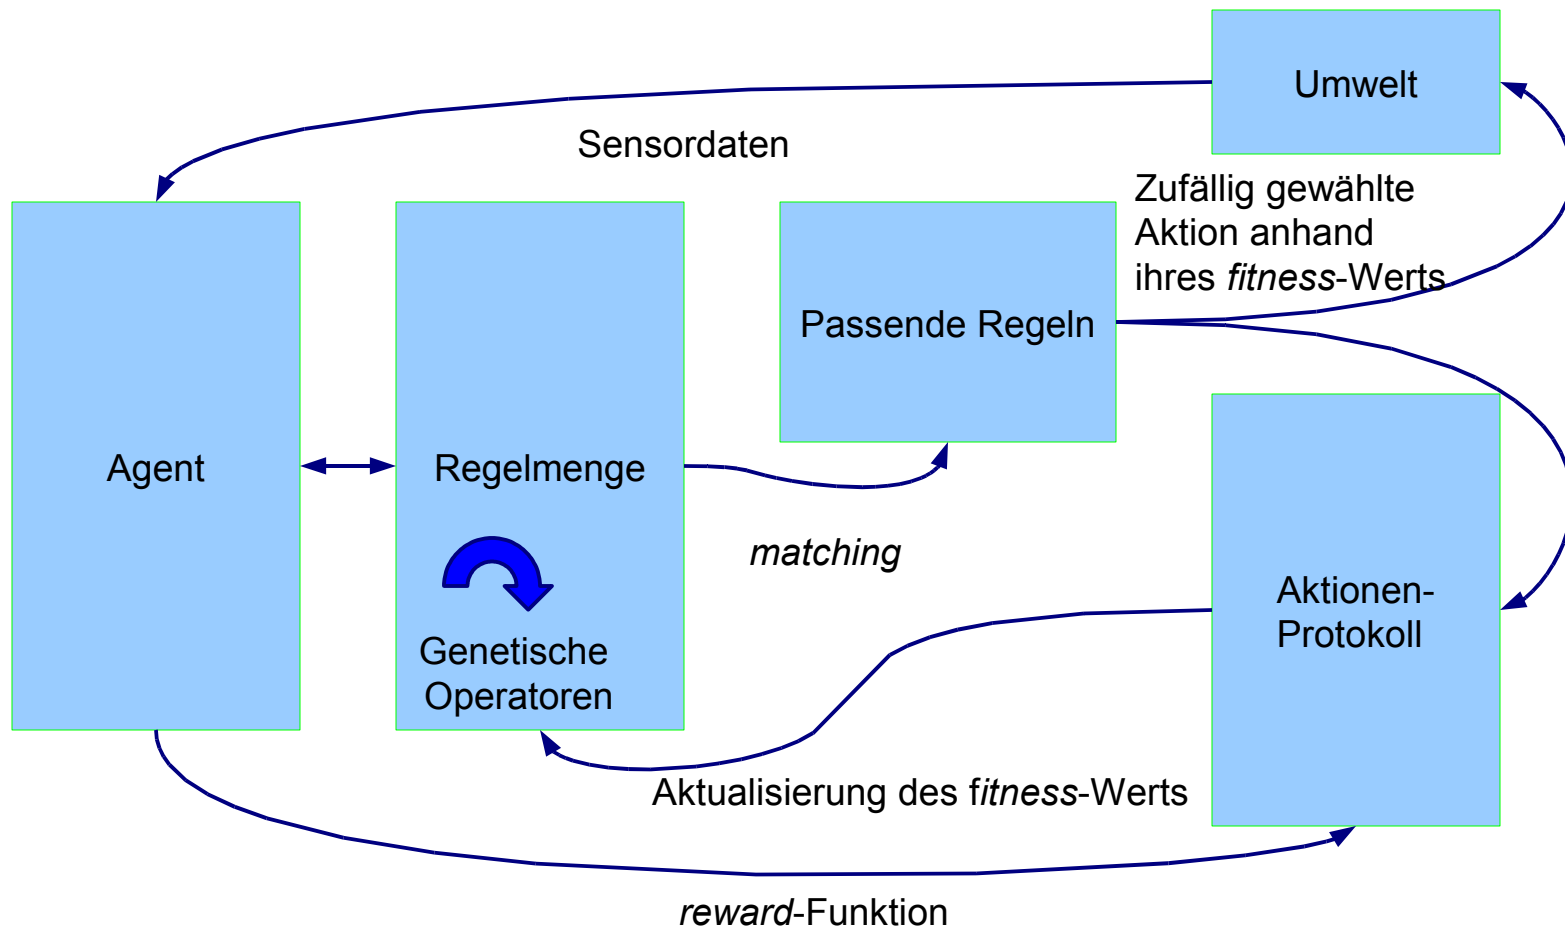 Umwelt
Sensordaten
Zufällig gewählte
Aktion anhand
ihres fitness-Werts
Passende Regeln
Agent
Regelmenge
matching
Aktionen-
Protokoll
Genetische
Operatoren
Aktualisierung des fitness-Werts
reward-Funktion